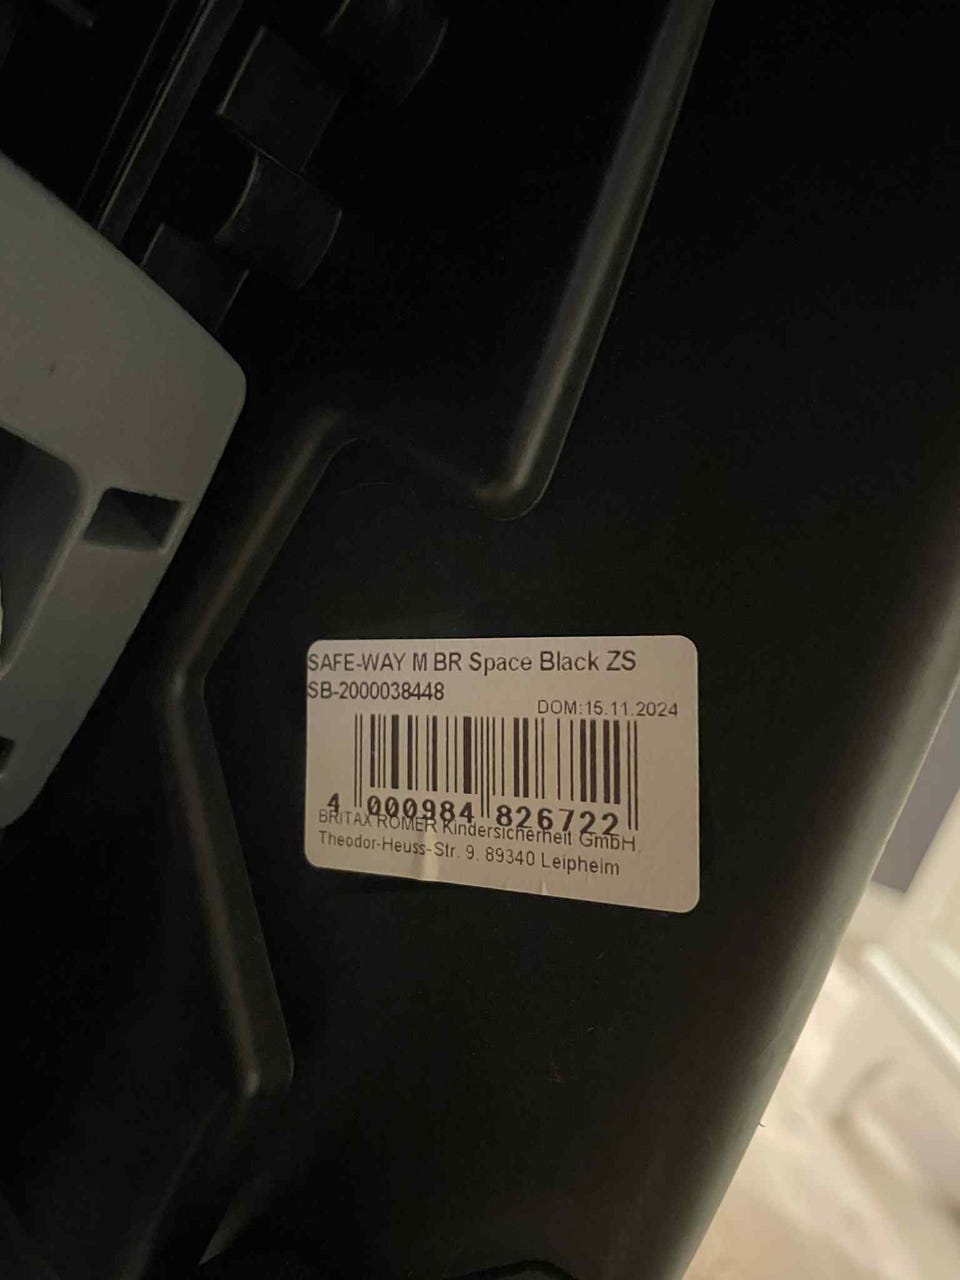 SAFE-WAY M BR Space Black ZS
SB-2000038448
DOM:15.11.2024
4 000984 826722
BRITAX RÖMER Kindersicherheit GmbH
Theodor-Heuss-Str. 9, 89340 Leipheim